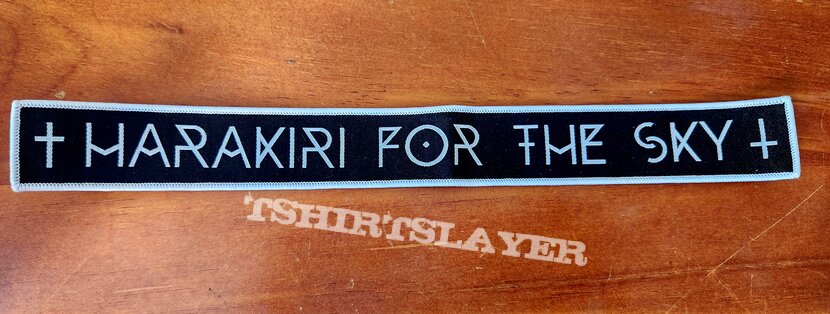 HARAKIRI FOR THE SKY
TSHIRTSLAYER